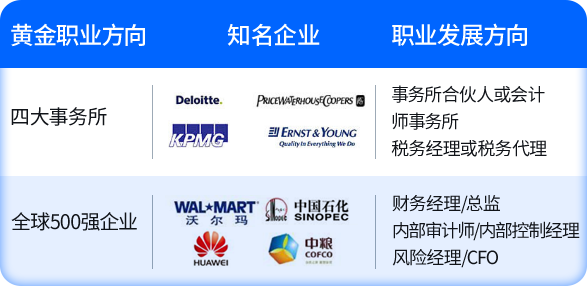 黄金职业方向 知名企业 职业发展方向
四大事务所
Deloitte. PRICEWATERHOUSECOOPERS
KPMG ERNST & YOUNG
Quality In Everything We Do
事务所合伙人或会计
师事务所
税务经理或税务代理
全球500强企业
WAL★MART 中国石化
沃尔玛 SINOPEC
HUAWEI 中粮
COFCO
财务经理/总监
内部审计师/内部控制经理
风险经理/CFO